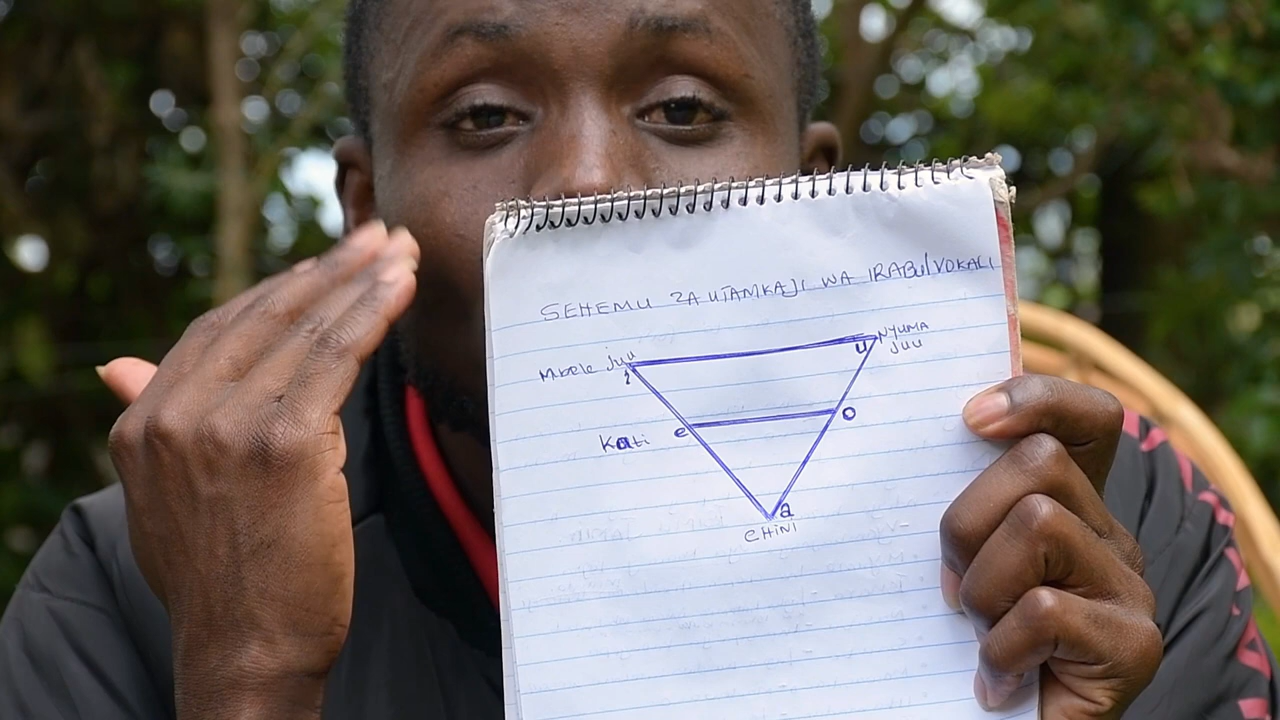 SEHEMU ZA UTAMKAJI WA IRABU/VOKALI
Mbele juu
i
u
NYUMA
juu
Kati
e
o
a
CHINI